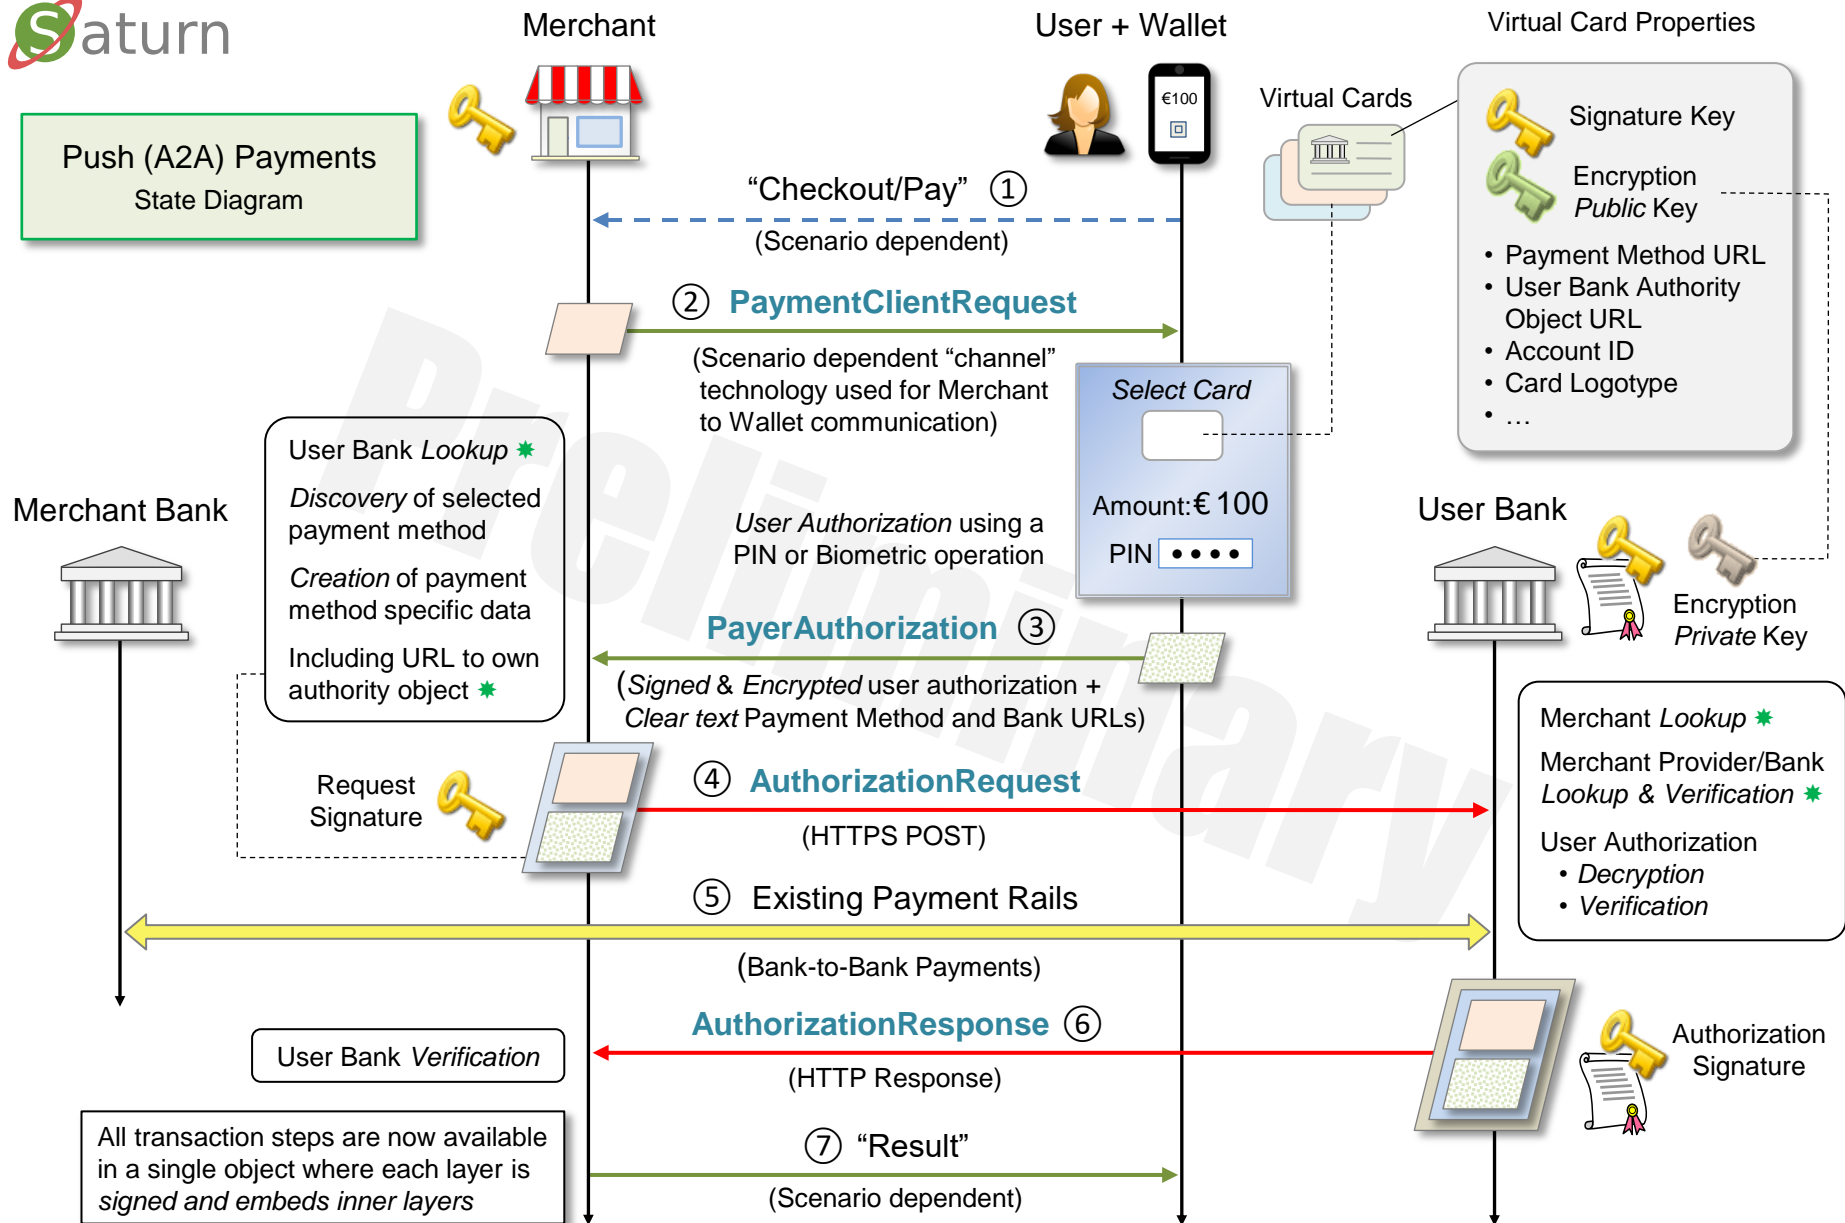 Saturn
Merchant
User + Wallet
Virtual Card Properties
Push (A2A) Payments
State Diagram
€100
Virtual Cards
Signature Key
Encryption
Public Key
• Payment Method URL
• User Bank Authority
Object URL
• Account ID
• Card Logotype
• …
“Checkout/Pay” ①
(Scenario dependent)
② PaymentClientRequest
(Scenario dependent “channel”
technology used for Merchant
to Wallet communication)
Select Card
Amount: € 100
PIN ••••
User Authorization using a
PIN or Biometric operation
User Bank Lookup
Discovery of selected
payment method
Creation of payment
method specific data
Including URL to own
authority object
Merchant Bank
User Bank
Encryption
Private Key
PayerAuthorization ③
(Signed & Encrypted user authorization +
Clear text Payment Method and Bank URLs)
Merchant Lookup
Merchant Provider/Bank
Lookup & Verification
User Authorization
• Decryption
• Verification
Request
Signature
④ AuthorizationRequest
(HTTPS POST)
⑤ Existing Payment Rails
(Bank-to-Bank Payments)
AuthorizationResponse ⑥
(HTTP Response)
User Bank Verification
Authorization
Signature
All transaction steps are now available
in a single object where each layer is
signed and embeds inner layers
⑦ “Result”
(Scenario dependent)
Preliminary